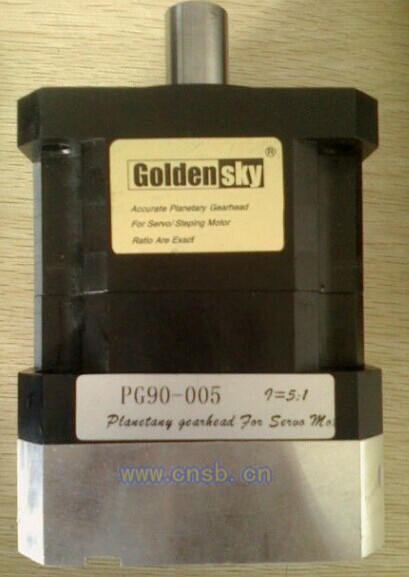 Goldensky ®
Accurate Planetary Gearhead
For Servo/Steping Motor
Ratio Are Exact
PG90-005 I=5:1
Planetany gearhead For Servo Mo
www.cnsb.cn